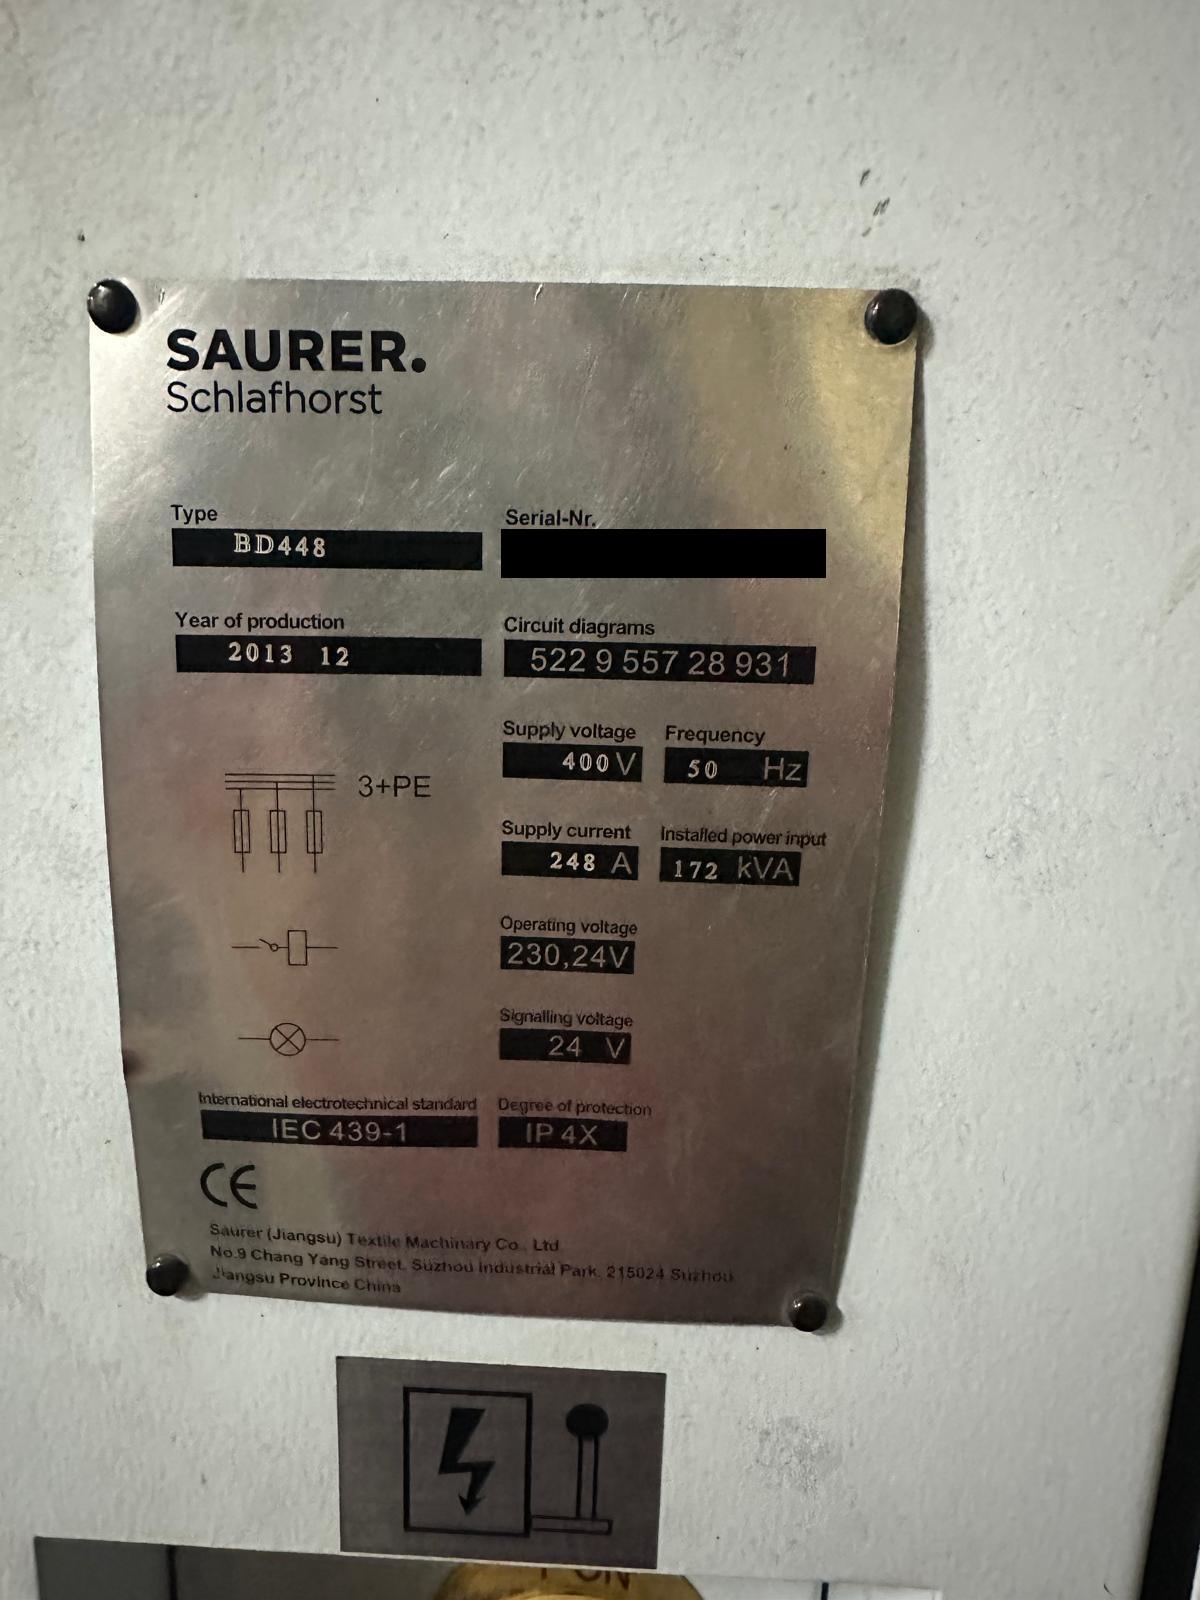 SAURER.
Schlafhorst
Type
BD448
Serial-Nr.
Year of production
2013 12
Circuit diagrams
522 9 557 28 931
Supply voltage
400 V
Frequency
50 Hz
3+PE
Supply current
248 A
Installed power input
172 kVA
Operating voltage
230,24V
Signalling voltage
24 V
International electrotechnical standard
IEC 439-1
Degree of protection
IP 4X
CE
Saurer (Jiangsu) Textile Machinary Co., Ltd
No.9 Chang Yang Street, Suzhou Industrial Park, 215024 Suzhou
Jiangsu Province China
ON